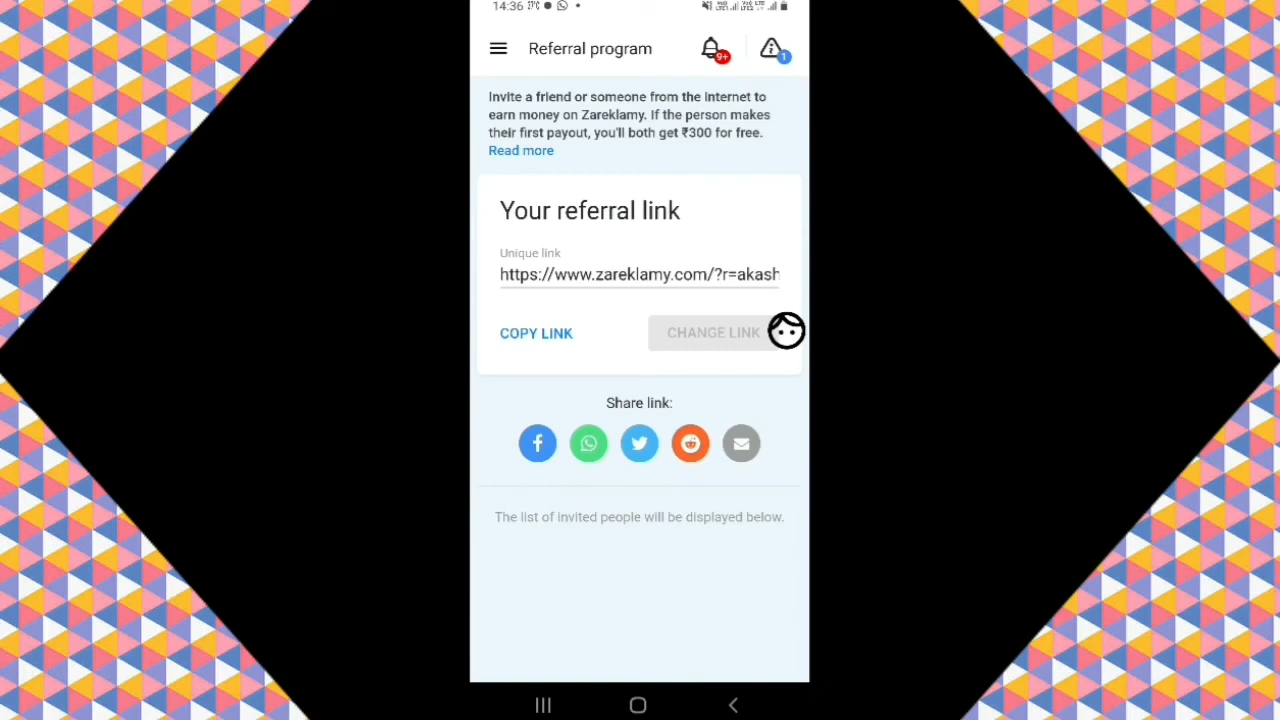 14:36
Referral program
9+
1
Invite a friend or someone from the internet to
earn money on Zareklamy. If the person makes
their first payout, you'll both get ₹300 for free.
Read more
Your referral link
Unique link
https://www.zareklamy.com/?r=akash
COPY LINK
CHANGE LINK
Share link:
The list of invited people will be displayed below.